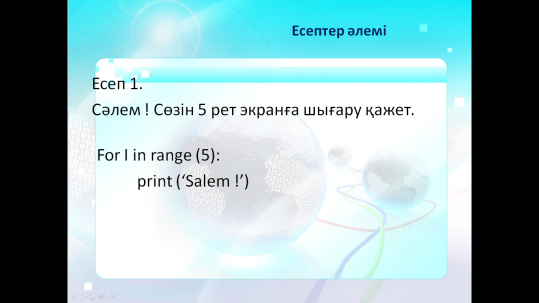 Есептер әлемі
Есеп 1.
Сәлем ! Сөзін 5 рет экранға шығару қажет.
For I in range (5):
print (‘Salem !’)